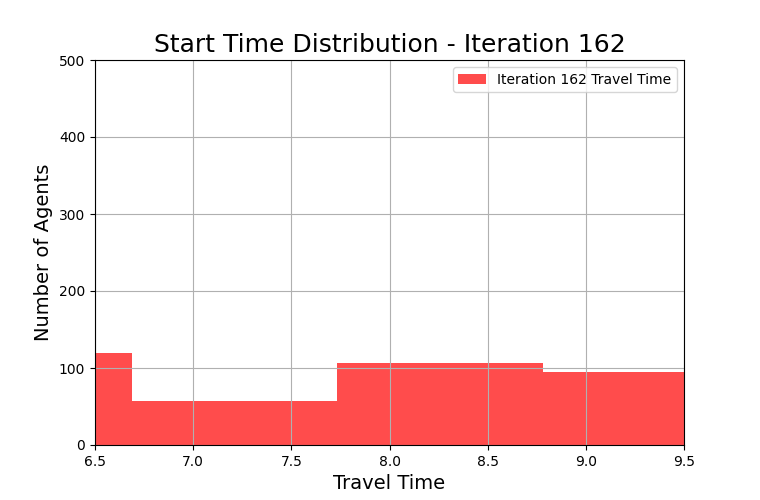 Start Time Distribution - Iteration 162
Iteration 162 Travel Time
Number of Agents
500
400
300
200
100
0
6.5 7.0 7.5 8.0 8.5 9.0 9.5
Travel Time